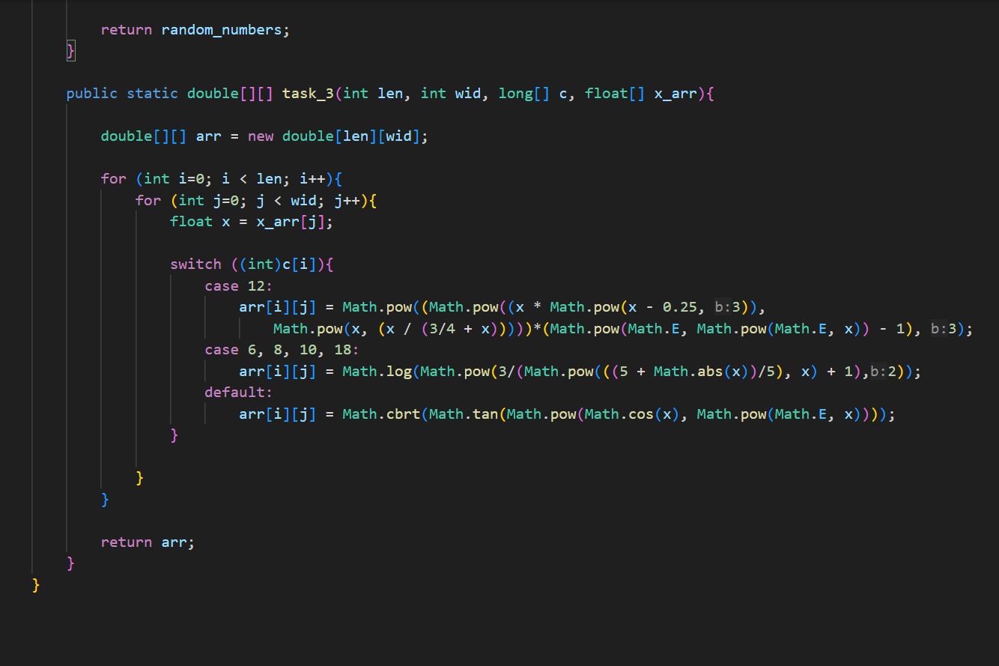 return random_numbers;
}
public static double[][] task_3(int len, int wid, long[] c, float[] x_arr){
double[][] arr = new double[len][wid];
for (int i=0; i < len; i++){
for (int j=0; j < wid; j++){
float x = x_arr[j];
switch ((int)c[i]){
case 12:
arr[i][j] = Math.pow((Math.pow((x * Math.pow(x - 0.25, b:3)),
Math.pow(x, (x / (3/4 + x)))))*(Math.pow(Math.E, Math.pow(Math.E, x)) - 1), b:3);
case 6, 8, 10, 18:
arr[i][j] = Math.log(Math.pow(3/(Math.pow(((5 + Math.abs(x))/5), x) + 1),b:2));
default:
arr[i][j] = Math.cbrt(Math.tan(Math.pow(Math.cos(x), Math.pow(Math.E, x))));
}
}
}
return arr;
}
}